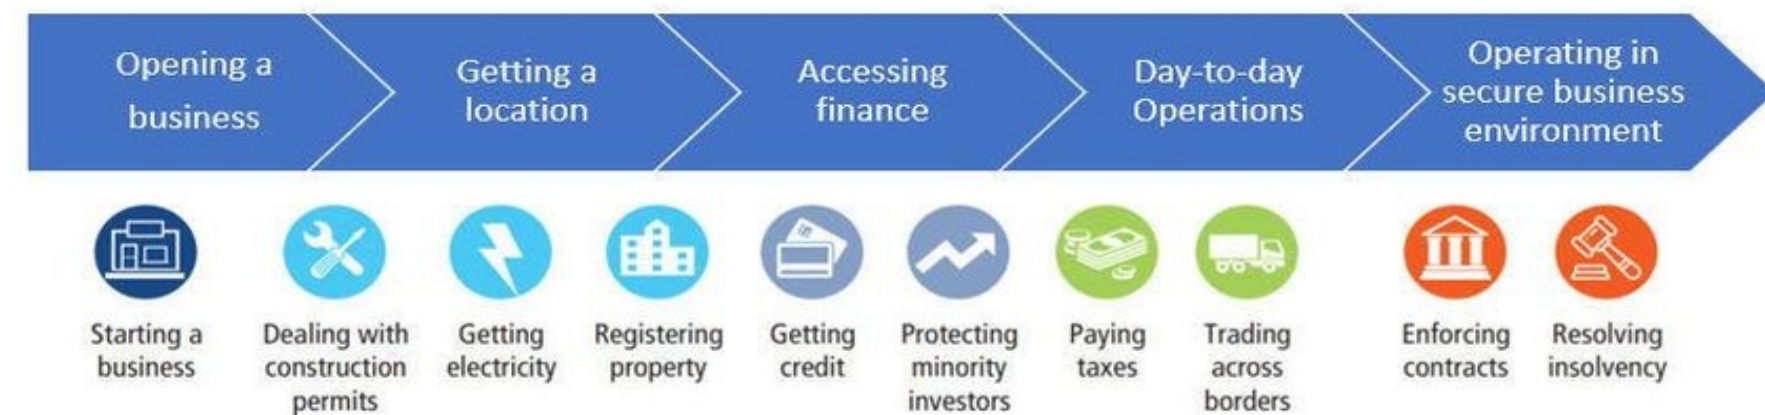 Opening a
business
Getting a
location
Accessing
finance
Day-to-day
Operations
Operating in
secure business
environment
Starting a
business
Dealing with
construction
permits
Getting
electricity
Registering
property
Getting
credit
Protecting
minority
investors
Paying
taxes
Trading
across
borders
Enforcing
contracts
Resolving
insolvency